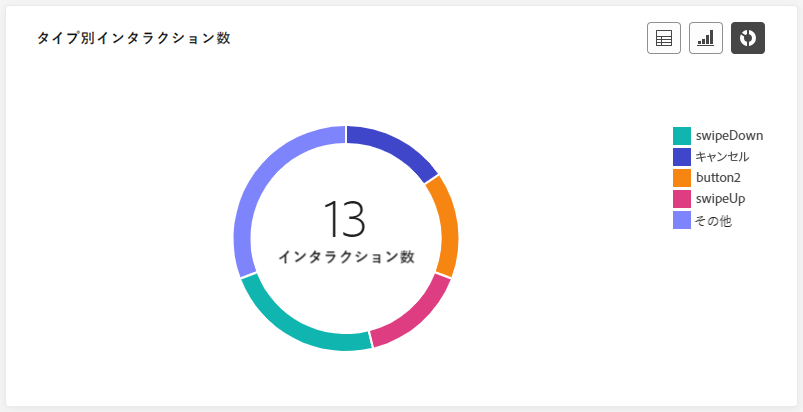 タイプ別インタラクション数
13
インタラクション数
swipeDown
キャンセル
button2
swipeUp
その他